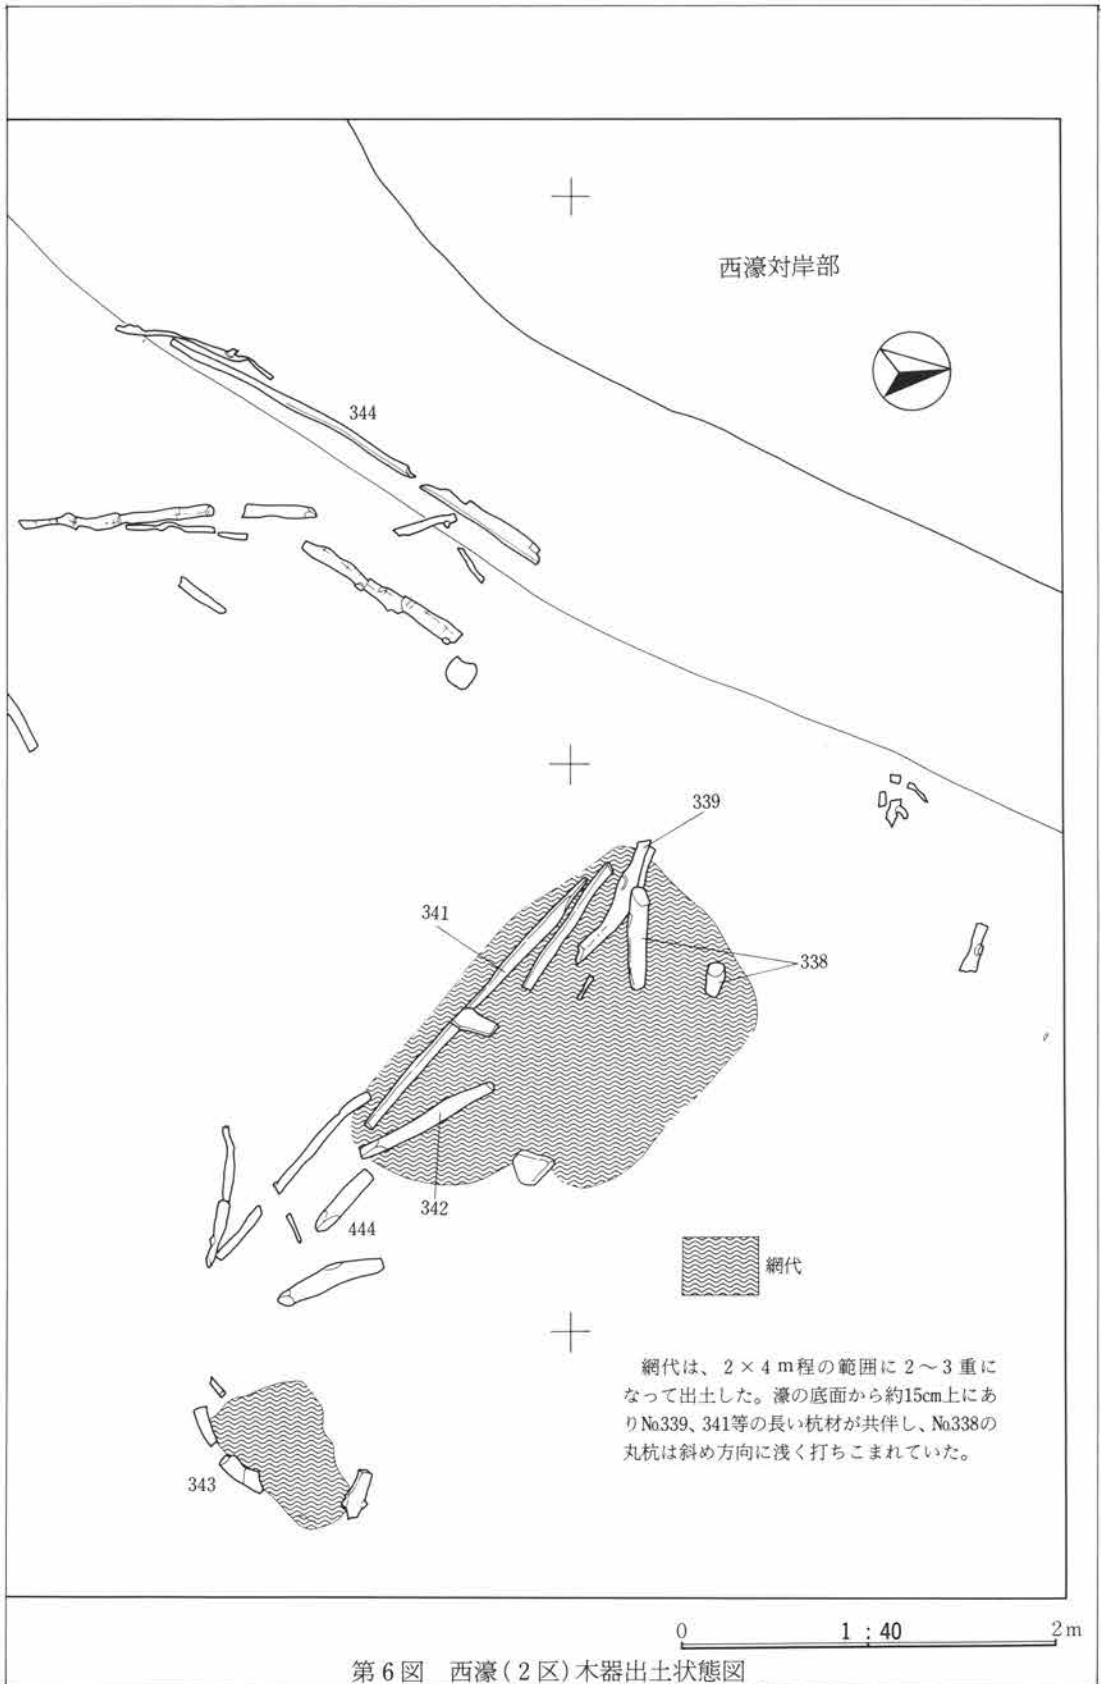 西濠対岸部
344
339
341
338
342
444
網代
網代は、2×4m程の範囲に2～3重に
なって出土した。濠の底面から約15cm上にあ
り№339、341等の長い杭材が共伴し、№338の
丸杭は斜め方向に浅く打ちこまれていた。
343
0 1:40 2m
第6図 西濠(2区)木器出土状態図